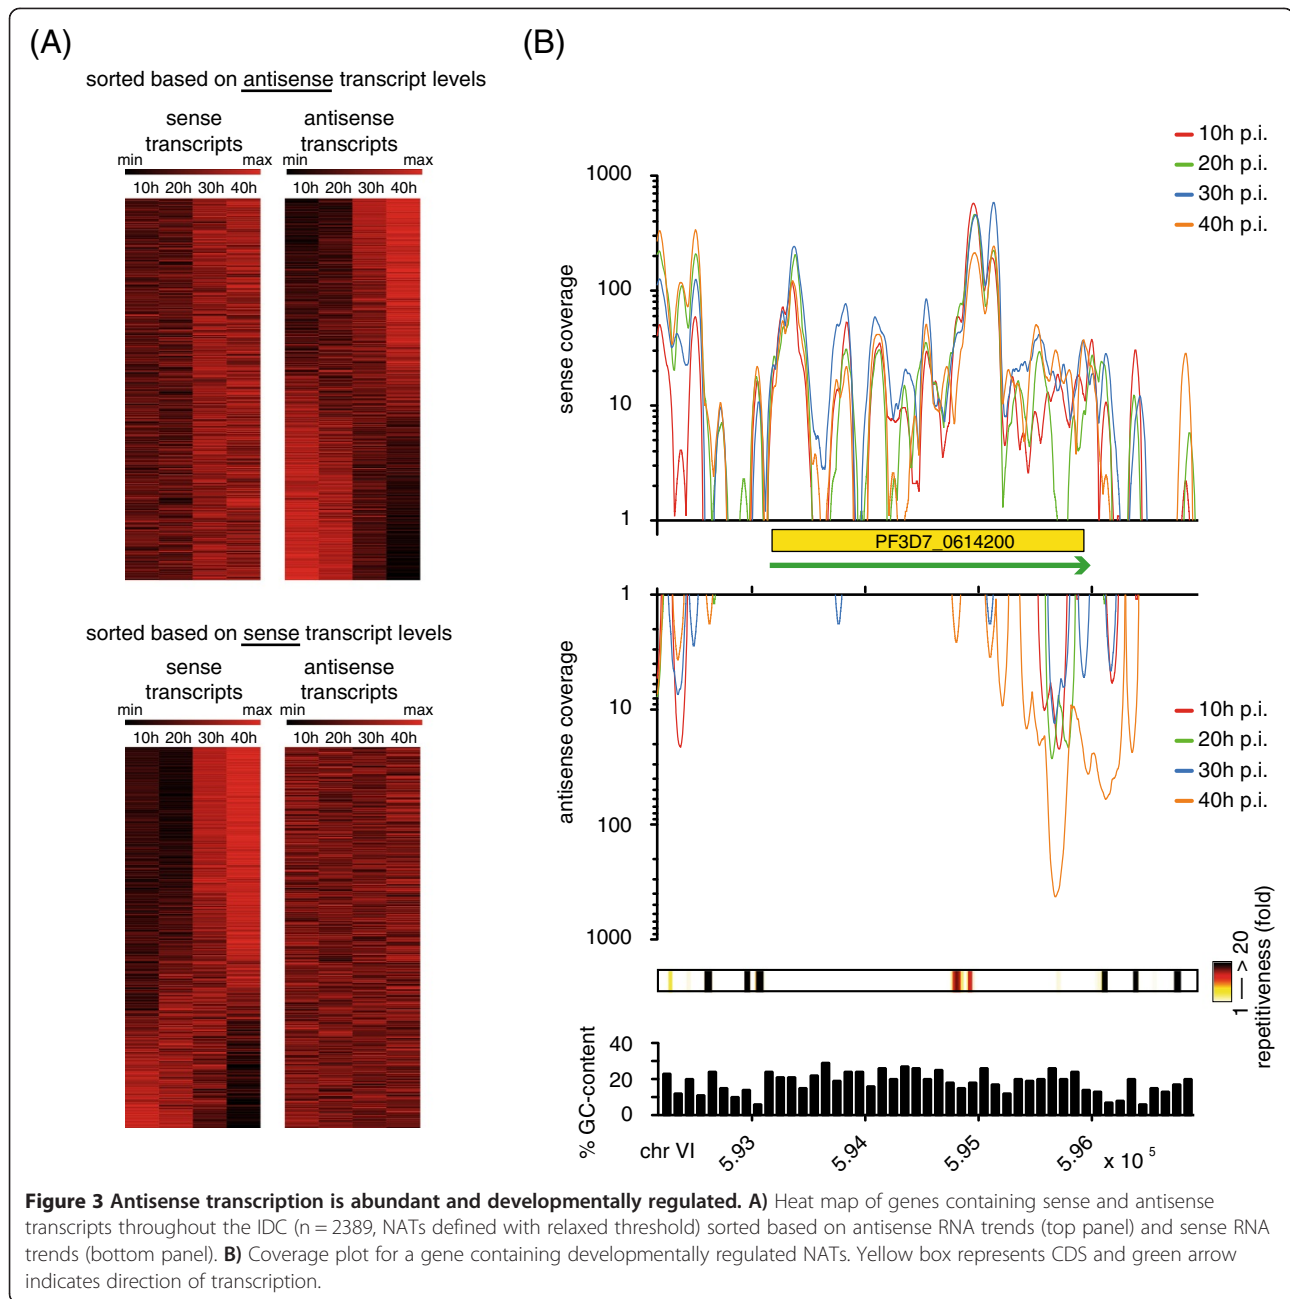 (A)
sorted based on antisense transcript levels
sense
transcripts
antisense
transcripts
min max
min max
10h 20h 30h 40h
10h 20h 30h 40h
sorted based on sense transcript levels
sense
transcripts
antisense
transcripts
min max
min max
10h 20h 30h 40h
10h 20h 30h 40h
(B)
10h p.i.
20h p.i.
30h p.i.
40h p.i.
sense coverage
1000
100
10
1
PF3D7_0614200
antisense coverage
1
10
100
1000
10h p.i.
20h p.i.
30h p.i.
40h p.i.
repetitiveness (fold)
1 — > 20
% GC-content
40
20
0
chr VI
5.93
5.94
5.95
5.96
x 10 5
Figure 3 Antisense transcription is abundant and developmentally regulated. A) Heat map of genes containing sense and antisense
transcripts throughout the IDC (n = 2389, NATs defined with relaxed threshold) sorted based on antisense RNA trends (top panel) and sense RNA
trends (bottom panel). B) Coverage plot for a gene containing developmentally regulated NATs. Yellow box represents CDS and green arrow
indicates direction of transcription.